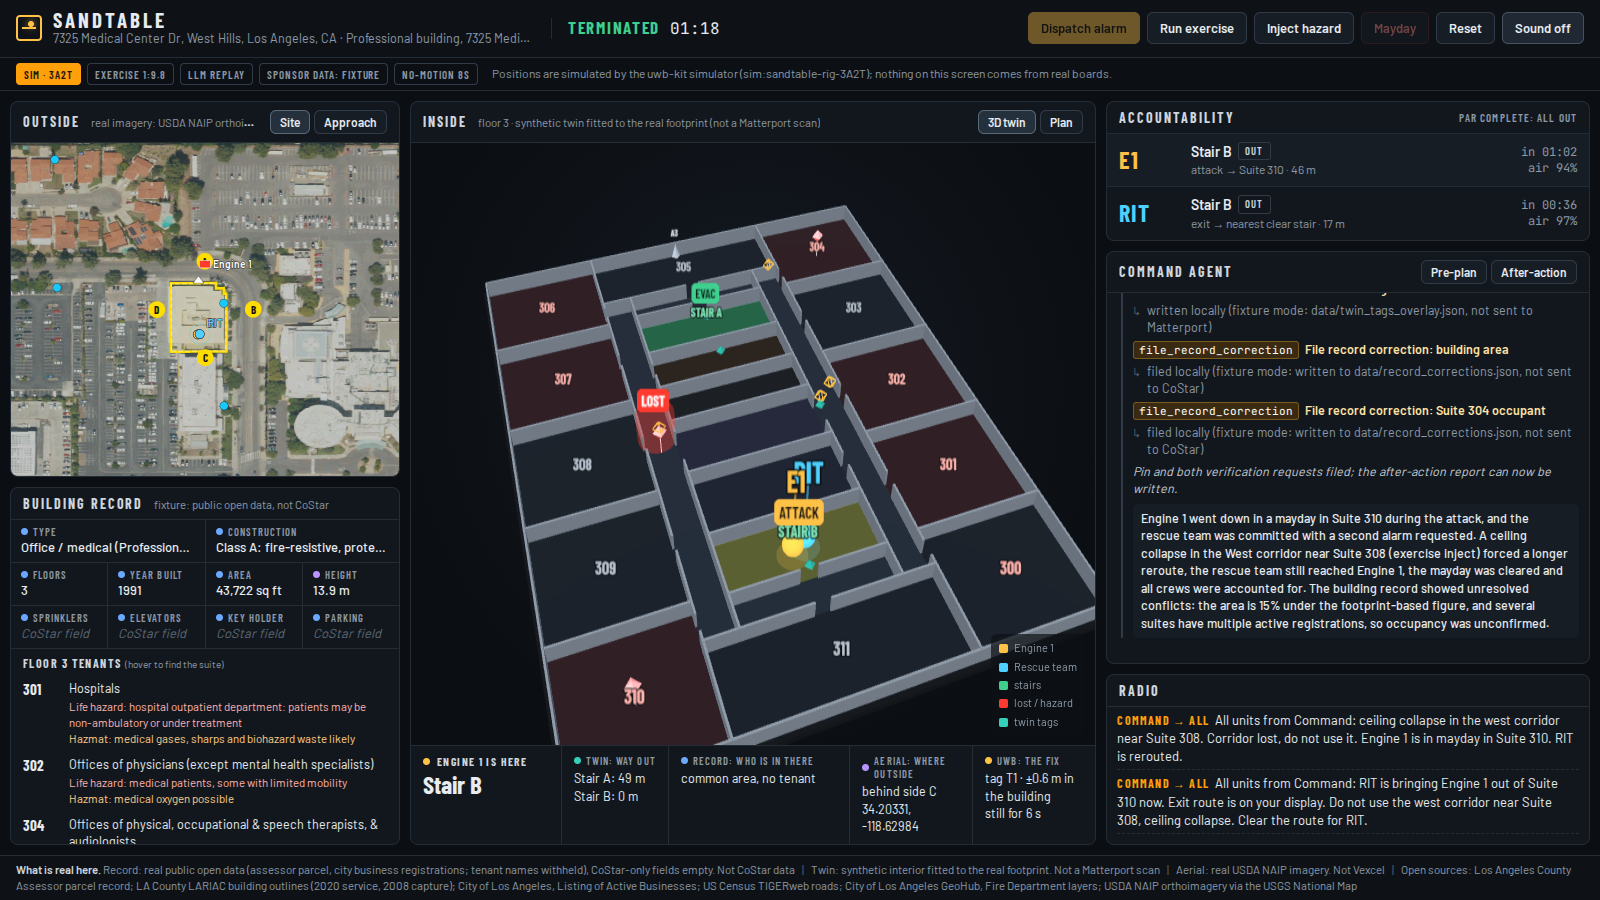 SANDTABLE
7325 Medical Center Dr, West Hills, Los Angeles, CA · Professional building, 7325 Medi...
TERMINATED 01:18
Dispatch alarm
Run exercise
Inject hazard
Mayday
Reset
Sound off
SIM · 3A2T
EXERCISE 1:9.8
LLM REPLAY
SPONSOR DATA: FIXTURE
NO-MOTION 8S
Positions are simulated by the uwb-kit simulator (sim:sandtable-rig-3A2T); nothing on this screen comes from real boards.
OUTSIDE real imagery: USDA NAIP orthoi...
Site
Approach
Engine 1
D
B
RIT
C
BUILDING RECORD fixture: public open data, not CoStar
TYPE
Office / medical (Profession...
CONSTRUCTION
Class A: fire-resistive, prote...
FLOORS
3
YEAR BUILT
1991
AREA
43,722 sq ft
HEIGHT
13.9 m
SPRINKLERS
CoStar field
ELEVATORS
CoStar field
KEY HOLDER
CoStar field
PARKING
CoStar field
FLOOR 3 TENANTS (hover to find the suite)
301 Hospitals
Life hazard: hospital outpatient department: patients may be
non-ambulatory or under treatment
Hazmat: medical gases, sharps and biohazard waste likely
302 Offices of physicians (except mental health specialists)
Life hazard: medical patients, some with limited mobility
Hazmat: medical oxygen possible
304 Offices of physical, occupational & speech therapists, &
audiologists
INSIDE floor 3 · synthetic twin fitted to the real footprint (not a Matterport scan)
3D twin
Plan
A3
304
305
306
EVAC
STAIR A
303
307
302
LOST
308
301
RIT
E1
ATTACK
STAIR B
309
300
311
310
Engine 1
Rescue team
stairs
lost / hazard
twin tags
ENGINE 1 IS HERE
Stair B
TWIN: WAY OUT
Stair A: 49 m
Stair B: 0 m
RECORD: WHO IS IN THERE
common area, no tenant
AERIAL: WHERE
OUTSIDE
behind side C
34.20331,
-118.62984
UWB: THE FIX
tag T1 · ±0.6 m in
the building
still for 6 s
ACCOUNTABILITY
PAR COMPLETE: ALL OUT
E1
Stair B OUT
attack → Suite 310 · 46 m
in 01:02
air 94%
RIT
Stair B OUT
exit → nearest clear stair · 17 m
in 00:36
air 97%
COMMAND AGENT
Pre-plan
After-action
↳ written locally (fixture mode: data/twin_tags_overlay.json, not sent to
Matterport)
file_record_correction File record correction: building area
↳ filed locally (fixture mode: written to data/record_corrections.json, not sent
to CoStar)
file_record_correction File record correction: Suite 304 occupant
↳ filed locally (fixture mode: written to data/record_corrections.json, not sent
to CoStar)
Pin and both verification requests filed; the after-action report can now be
written.
Engine 1 went down in a mayday in Suite 310 during the attack, and the
rescue team was committed with a second alarm requested. A ceiling
collapse in the West corridor near Suite 308 (exercise inject) forced a longer
reroute, the rescue team still reached Engine 1, the mayday was cleared and
all crews were accounted for. The building record showed unresolved
conflicts: the area is 15% under the footprint-based figure, and several
suites have multiple active registrations, so occupancy was unconfirmed.
RADIO
COMMAND → ALL All units from Command: ceiling collapse in the west corridor
near Suite 308. Corridor lost, do not use it. Engine 1 is in mayday in Suite 310. RIT
is rerouted.
COMMAND → ALL All units from Command: RIT is bringing Engine 1 out of Suite
310 now. Exit route is on your display. Do not use the west corridor near Suite
308, ceiling collapse. Clear the route for RIT.
What is real here. Record: real public open data (assessor parcel, city business registrations; tenant names withheld), CoStar-only fields empty. Not CoStar data | Twin: synthetic interior fitted to the real footprint. Not a Matterport scan | Aerial: real USDA NAIP imagery. Not Vexcel | Open sources: Los Angeles County
Assessor parcel record; LA County LARIAC building outlines (2020 service, 2008 capture); City of Los Angeles, Listing of Active Businesses; US Census TIGERweb roads; City of Los Angeles GeoHub, Fire Department layers; USDA NAIP orthoimagery via the USGS National Map